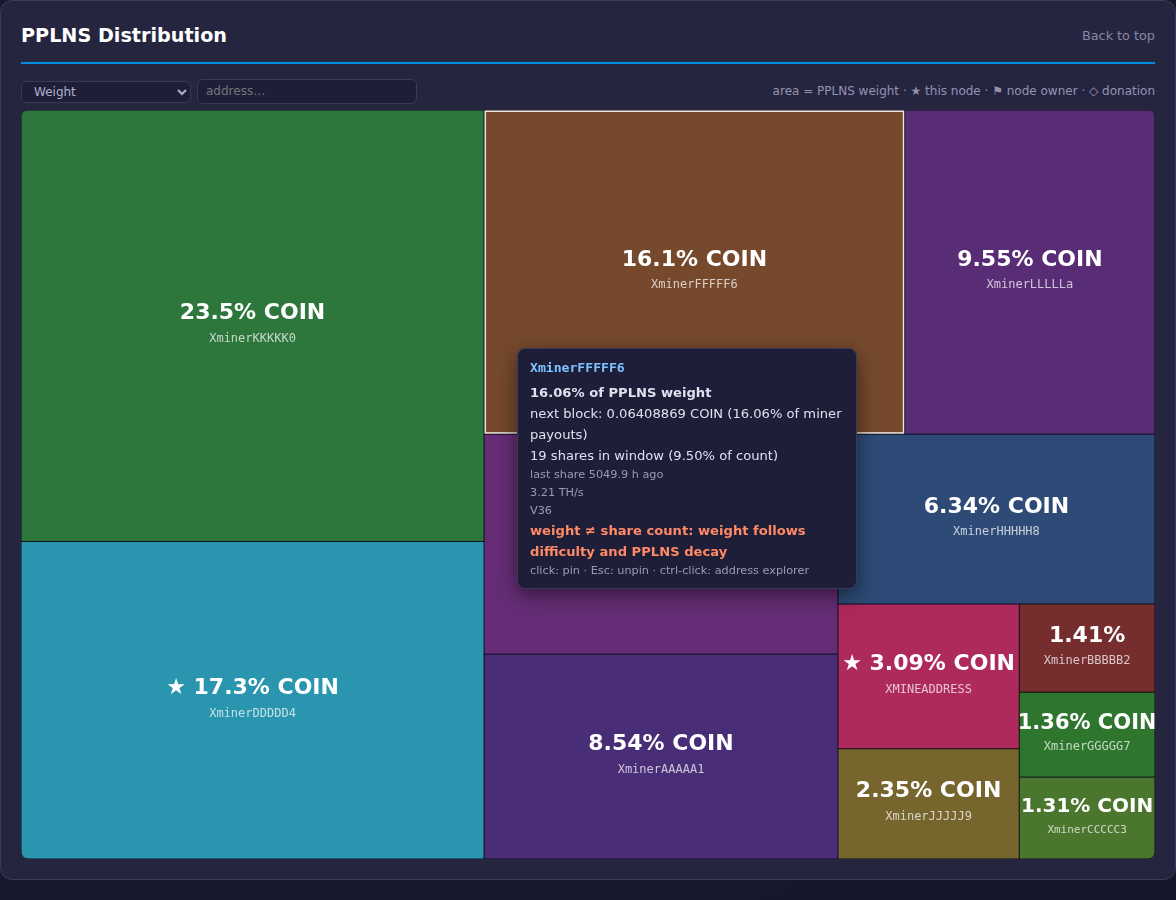 PPLNS Distribution
Back to top
Weight
address...
area = PPLNS weight · ★ this node · ⚑ node owner · ◇ donation
23.5% COIN
XminerKKKKK0
16.1% COIN
XminerFFFFF6
9.55% COIN
XminerLLLLLa
XminerFFFFF6
16.06% of PPLNS weight
next block: 0.06408869 COIN (16.06% of miner
payouts)
19 shares in window (9.50% of count)
last share 5049.9 h ago
3.21 TH/s
V36
weight ≠ share count: weight follows
difficulty and PPLNS decay
click: pin · Esc: unpin · ctrl-click: address explorer
6.34% COIN
XminerHHHHH8
★ 17.3% COIN
XminerDDDDD4
8.54% COIN
XminerAAAAA1
★ 3.09% COIN
XMINEADDRESS
1.41%
XminerBBBBB2
1.36% COIN
XminerGGGGG7
2.35% COIN
XminerJJJJJ9
1.31% COIN
XminerCCCCC3